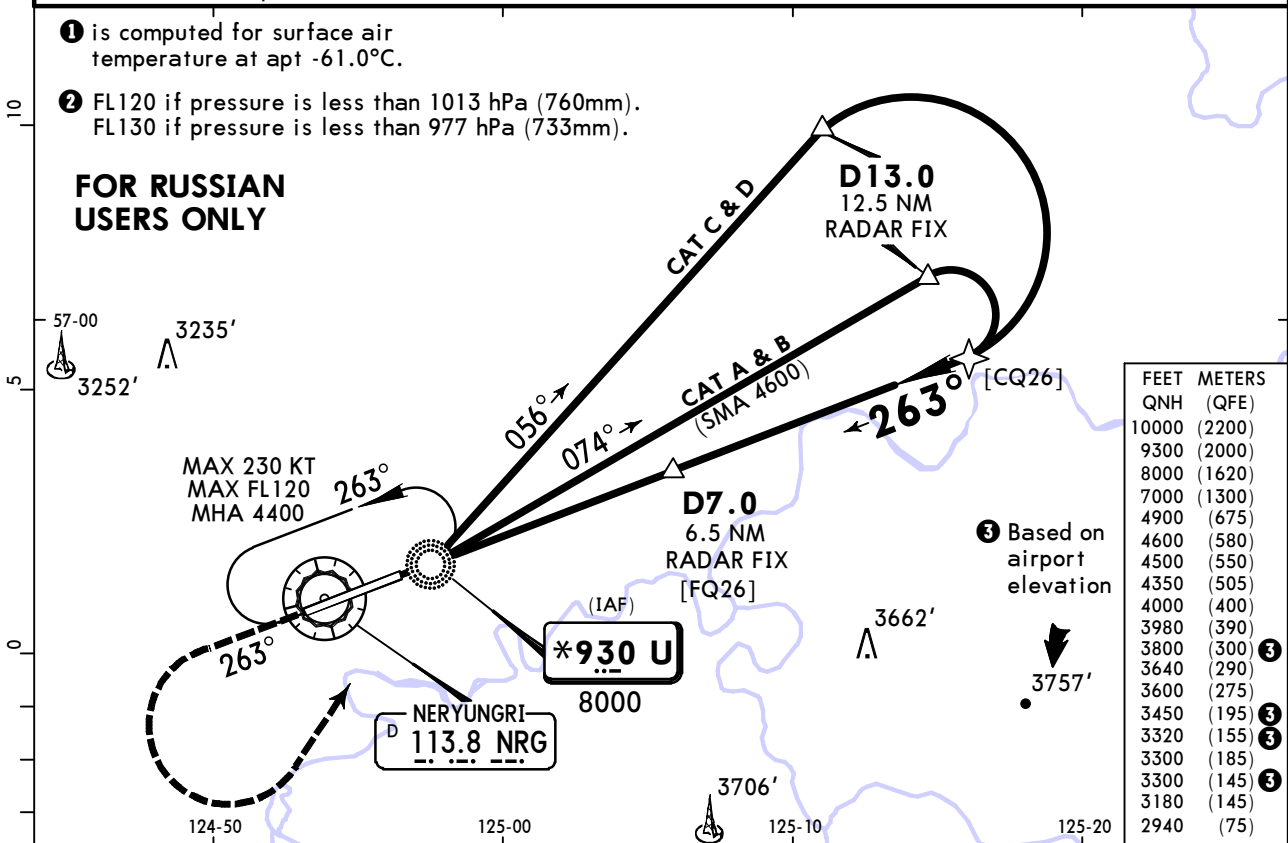 ❶ is computed for surface air
temperature at apt -61.0°C.
❷ FL120 if pressure is less than 1013 hPa (760mm).
FL130 if pressure is less than 977 hPa (733mm).
FOR RUSSIAN
USERS ONLY
10
5
0
57-00
3235'
3252'
CAT C & D
D13.0
12.5 NM
RADAR FIX
CAT A & B
(SMA 4600)
056°
074°
263°
[CQ26]
MAX 230 KT
MAX FL120
MHA 4400
263°
D7.0
6.5 NM
RADAR FIX
[FQ26]
(IAF)
*930 U
8000
263°
NERYUNGRI
D
113.8 NRG
❸ Based on
airport
elevation
3662'
3757'
3706'
124-50
125-00
125-10
125-20
FEET METERS
QNH (QFE)
10000 (2200)
9300 (2000)
8000 (1620)
7000 (1300)
4900 (675)
4600 (580)
4500 (550)
4350 (505)
4000 (400)
3980 (390)
3800 (300) ❸
3640 (290)
3600 (275)
3450 (195) ❸
3320 (155) ❸
3300 (185)
3300 (145) ❸
3180 (145)
2940 (75)